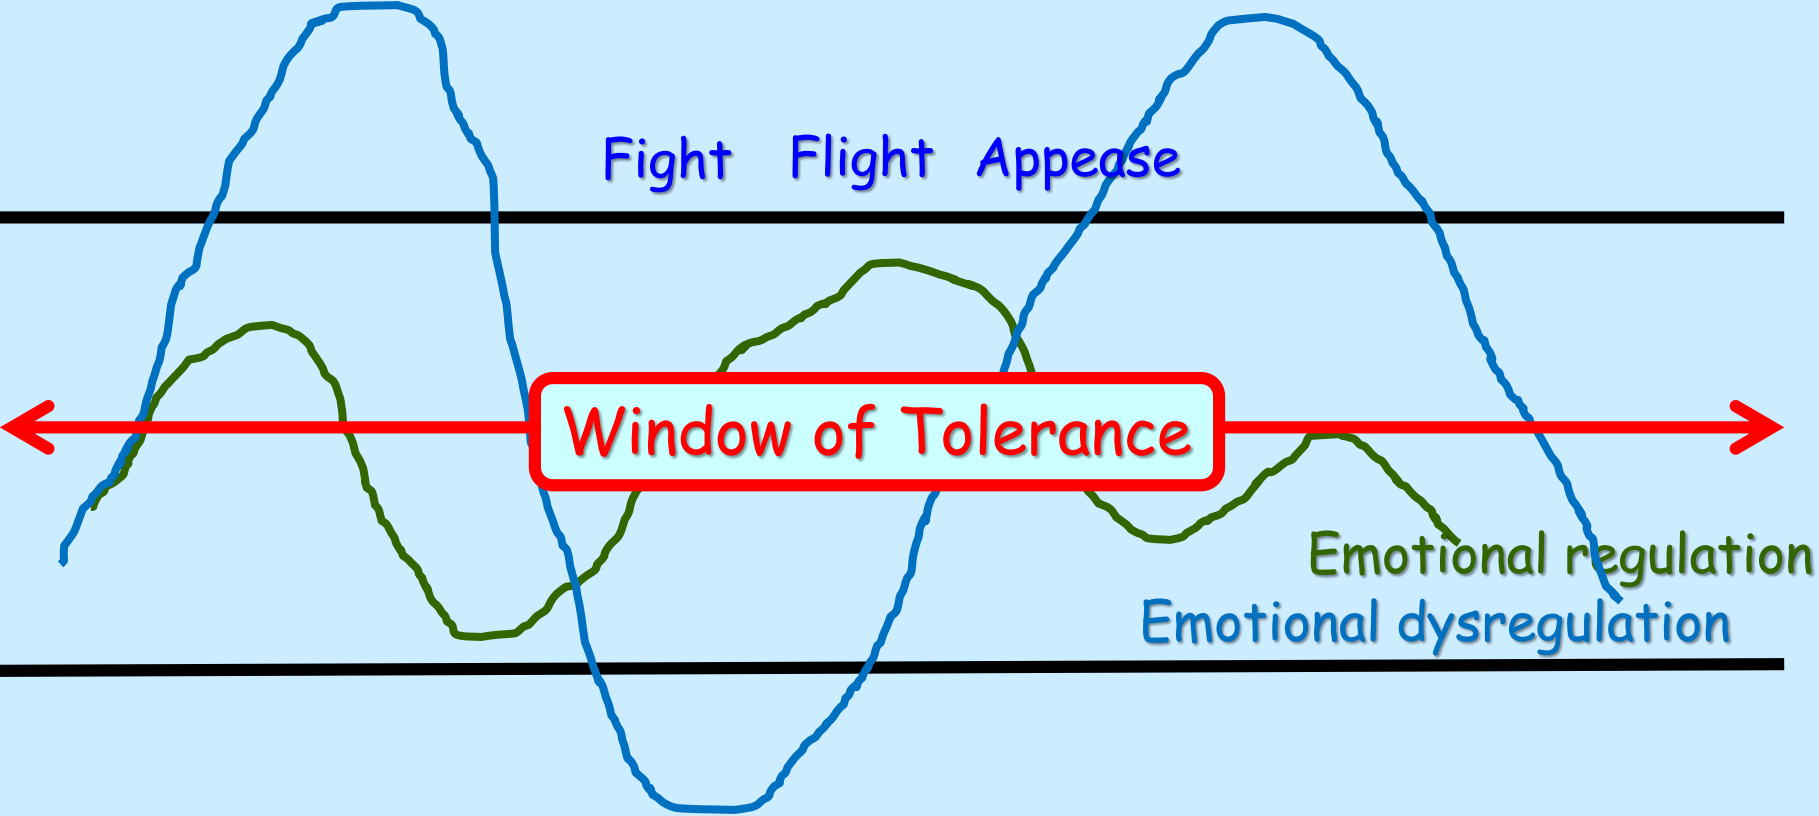 Fight Flight Appease
Window of Tolerance
Emotional regulation
Emotional dysregulation